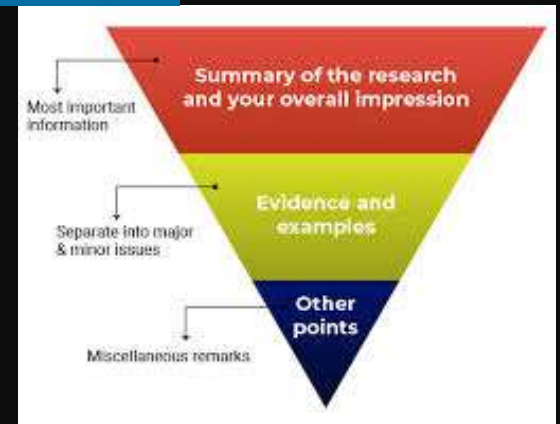 Summary of the research
and your overall impression
Most important
information
Evidence and
examples
Separate into major
& minor issues
Other
points
Miscellaneous remarks